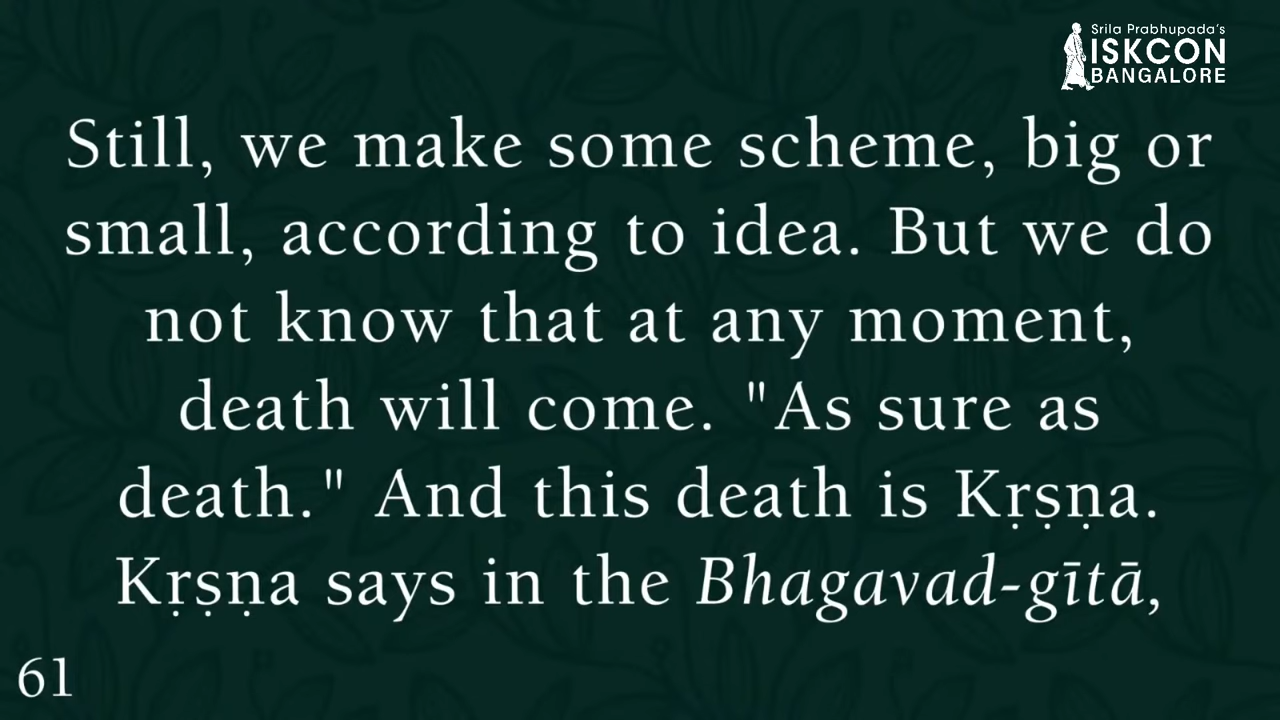 Srila Prabhupada's
ISKCON
BANGALORE
Still, we make some scheme, big or
small, according to idea. But we do
not know that at any moment,
death will come. "As sure as
death." And this death is Kṛṣṇa.
Kṛṣṇa says in the Bhagavad-gītā,
61